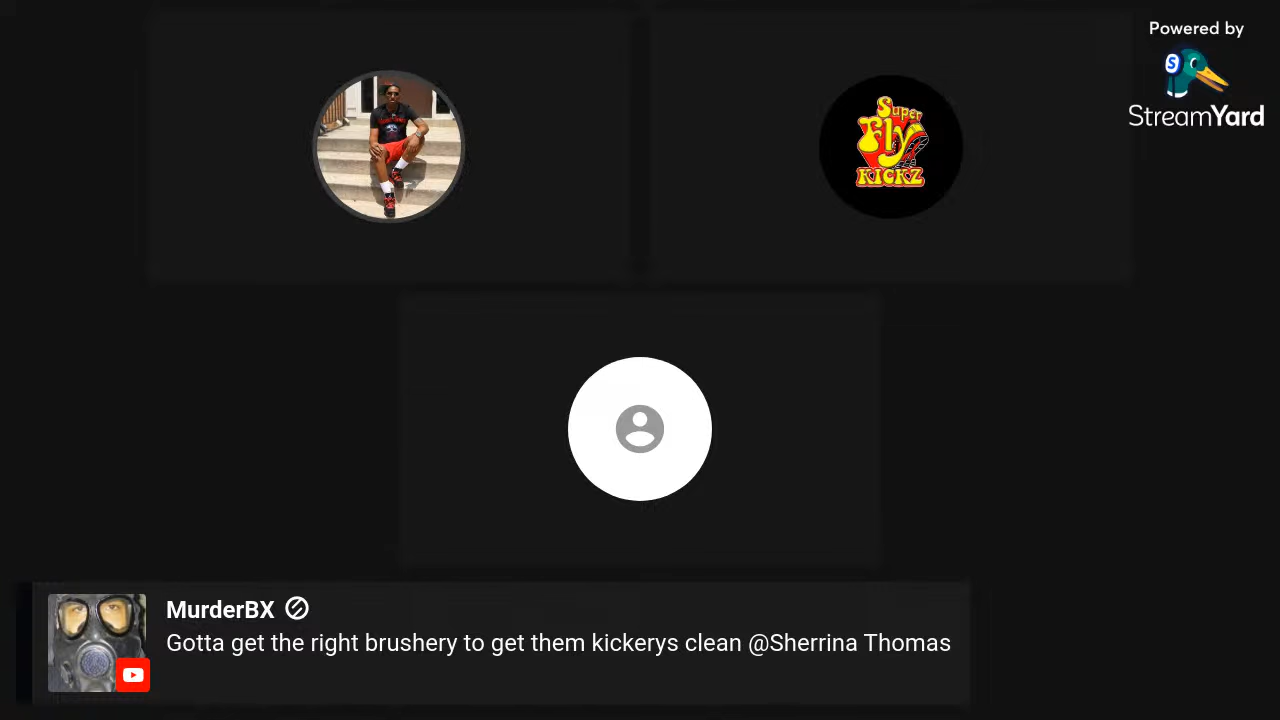 Powered by
StreamYard
Super
Fly
KICKZ
MurderBX
Gotta get the right brushery to get them kickerys clean @Sherrina Thomas